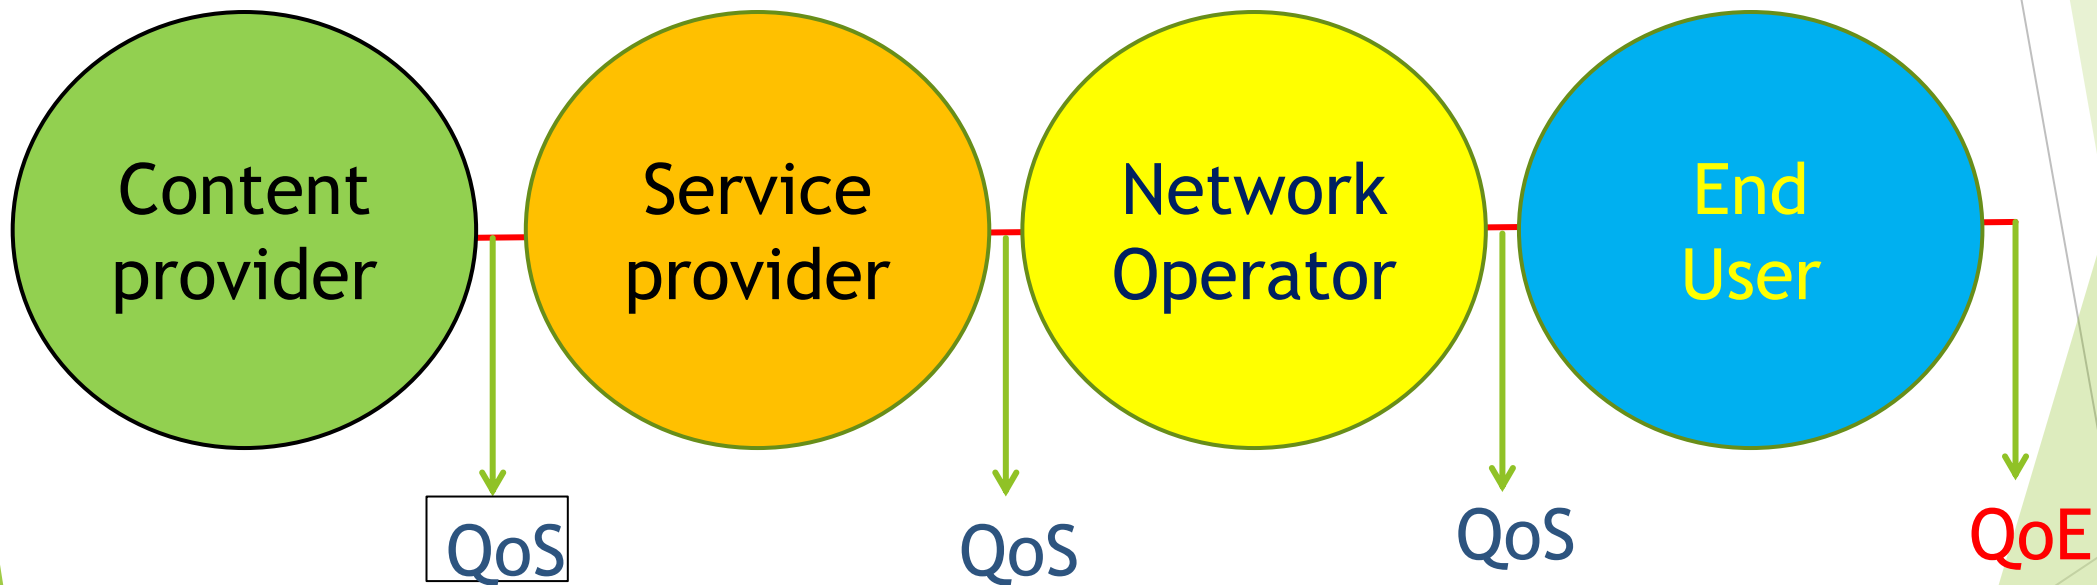 Content
provider
Service
provider
Network
Operator
End
User
QoS
QoS
QoS
QoE